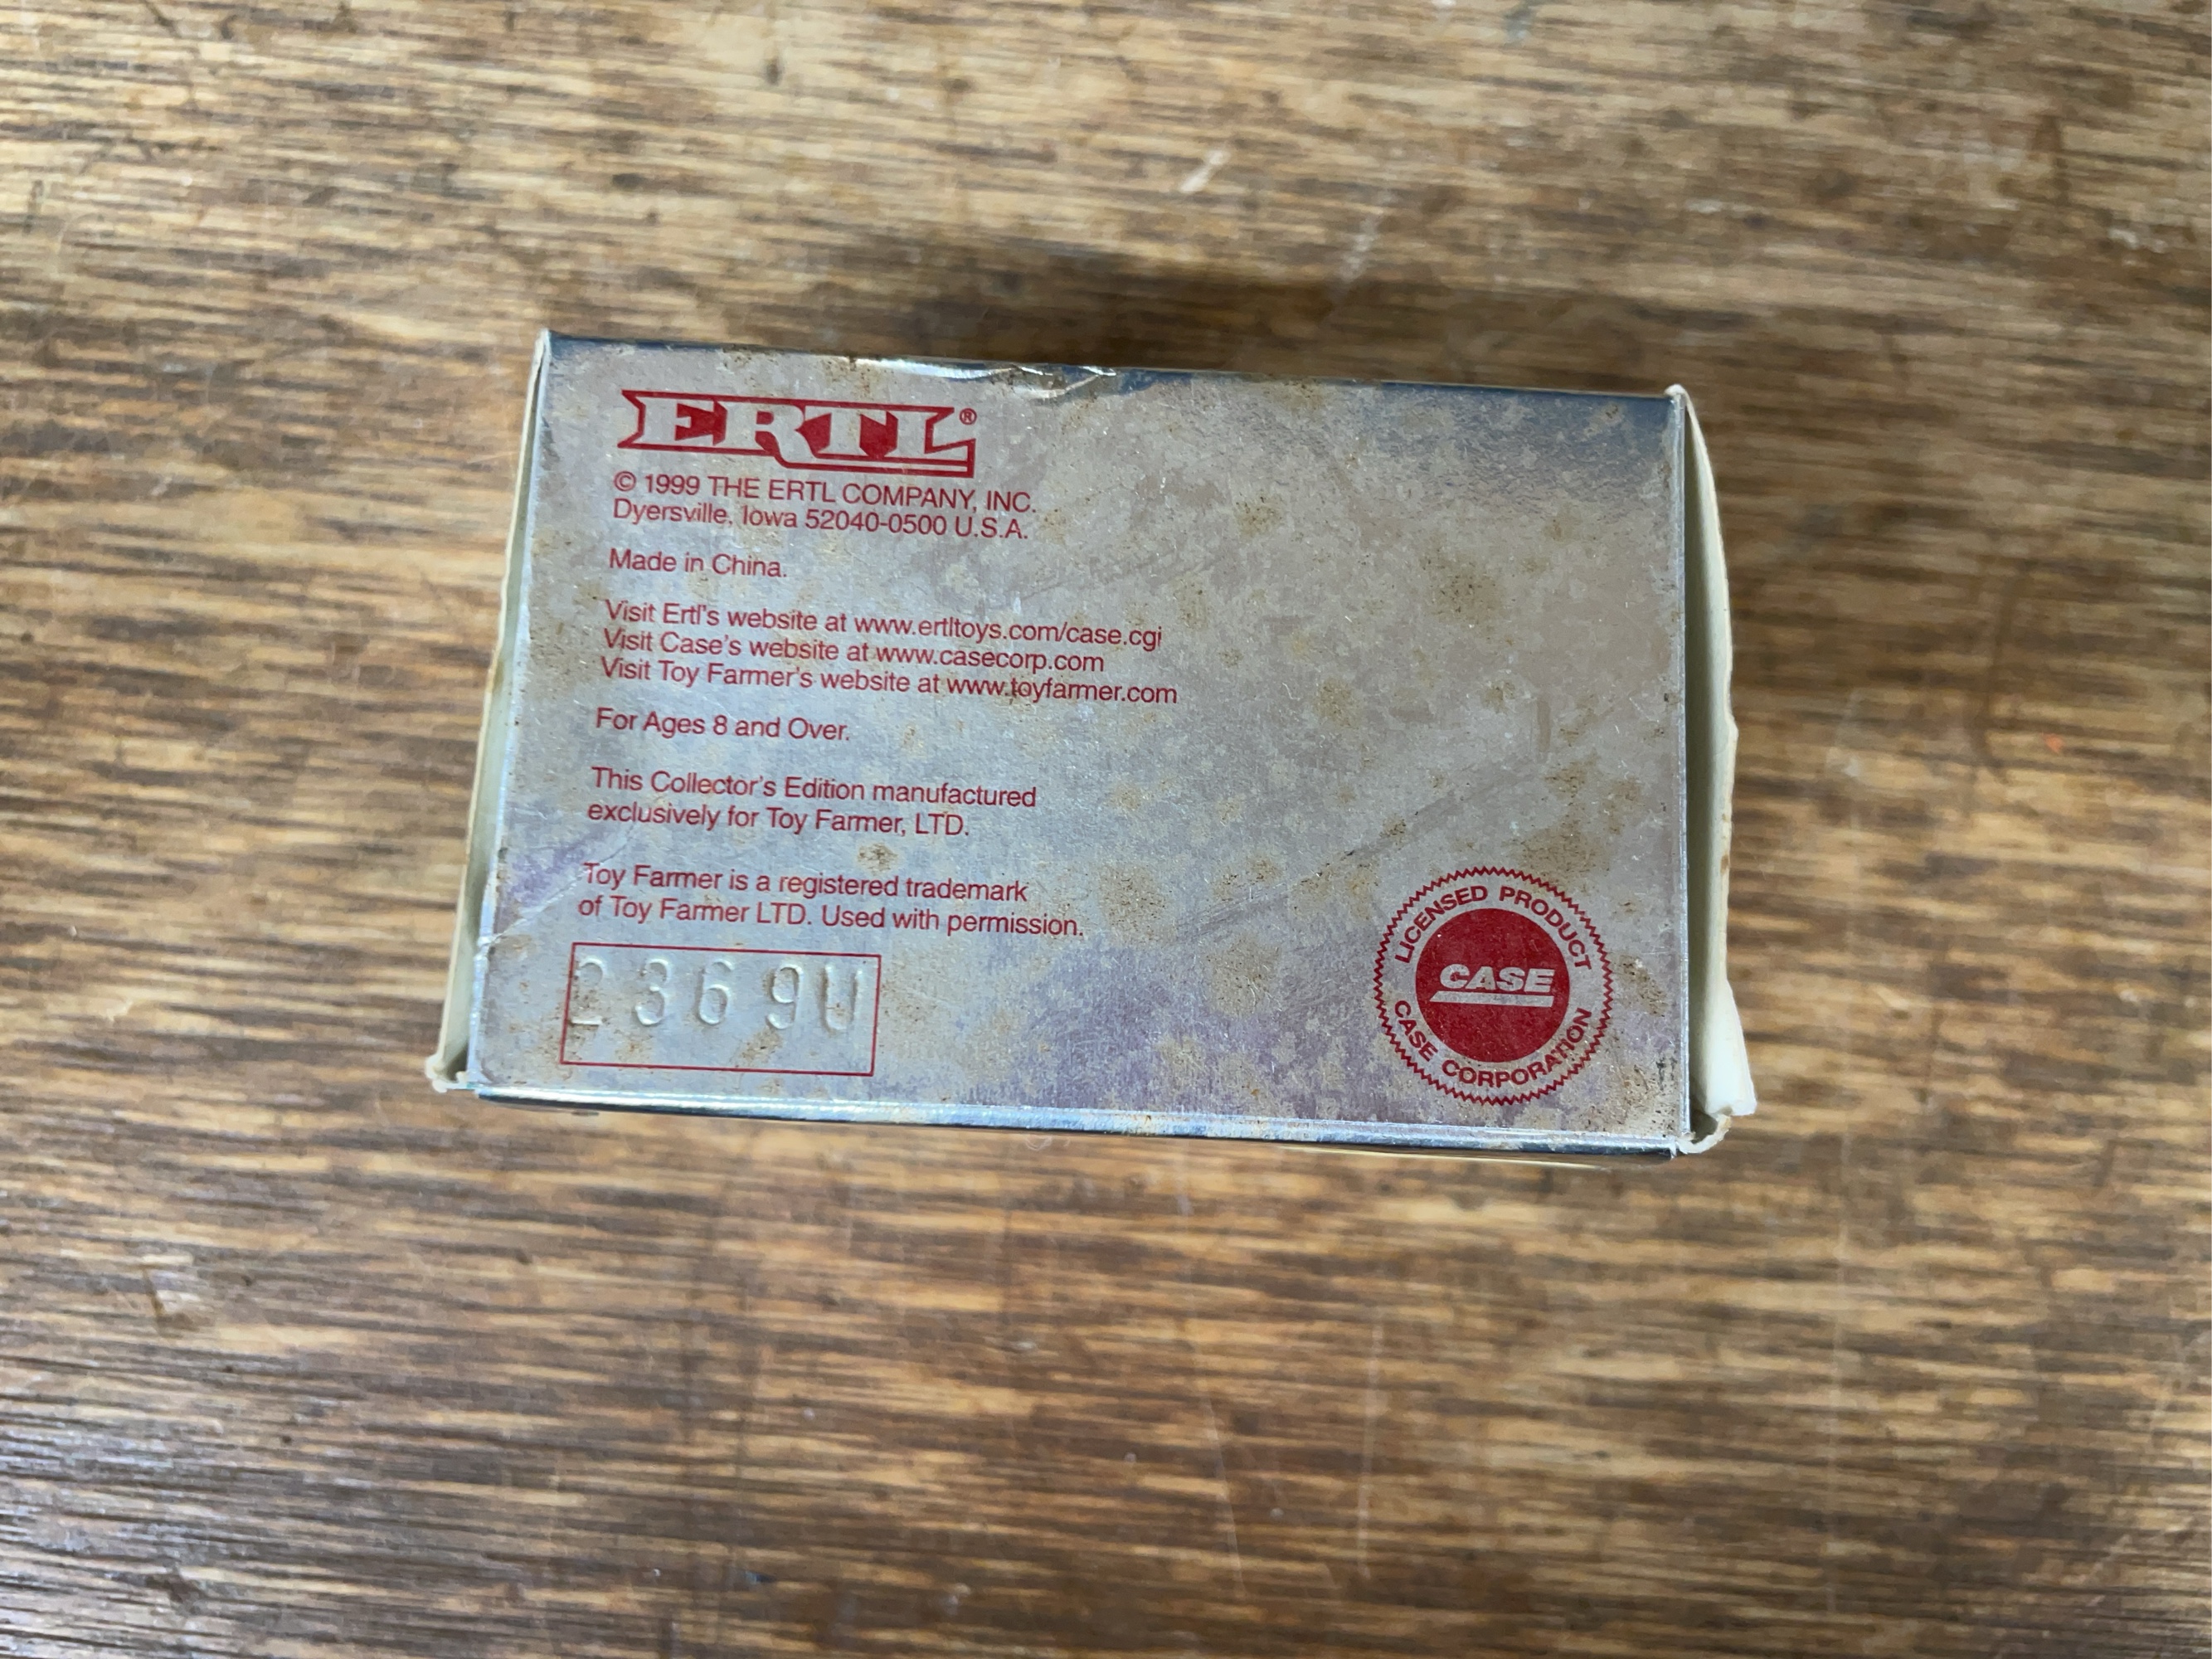 ERTL®
© 1999 THE ERTL COMPANY, INC.
Dyersville, Iowa 52040-0500 U.S.A.
Made in China.
Visit Ertl's website at www.ertltoys.com/case.cgi
Visit Case's website at www.casecorp.com
Visit Toy Farmer's website at www.toyfarmer.com
For Ages 8 and Over.
This Collector's Edition manufactured
exclusively for Toy Farmer, LTD.
Toy Farmer is a registered trademark
of Toy Farmer LTD. Used with permission.
2369U
LICENSED PRODUCT
CASE
CASE CORPORATION